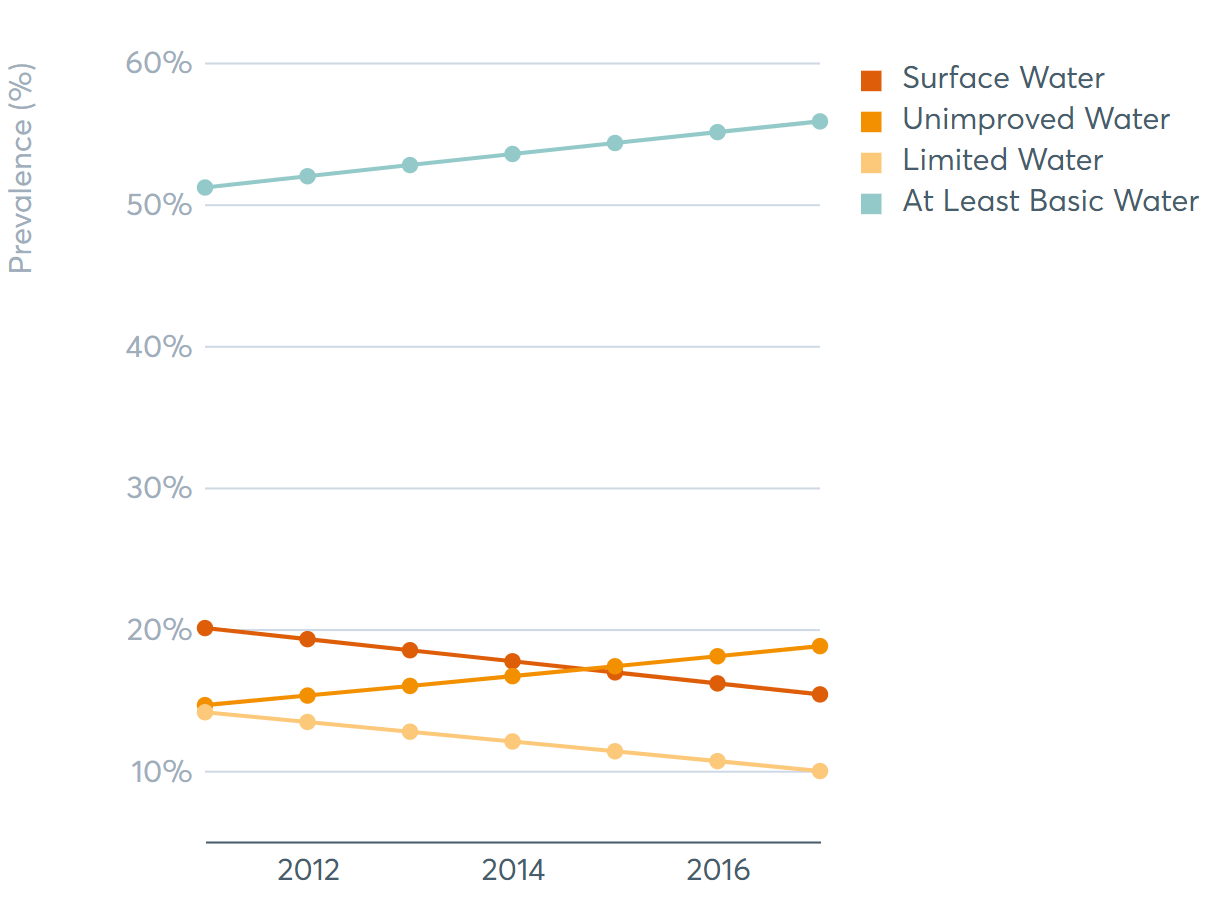 Prevalence (%)
60%
50%
40%
30%
20%
10%
2012
2014
2016
Surface Water
Unimproved Water
Limited Water
At Least Basic Water